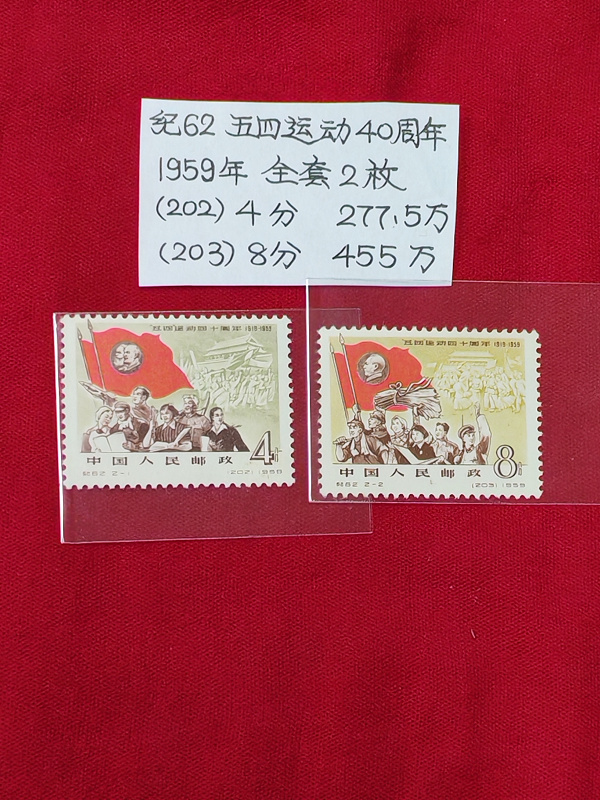 纪62 五四运动40周年
1959年 全套2枚
(202) 4分 277.5万
(203) 8分 455万
五四运动四十周年 1919-1959
4分
中国人民邮政
纪62 2-1 (202) 1959
五四运动四十周年 1919-1959
8分
中国人民邮政
纪62 2-2 (203) 1959